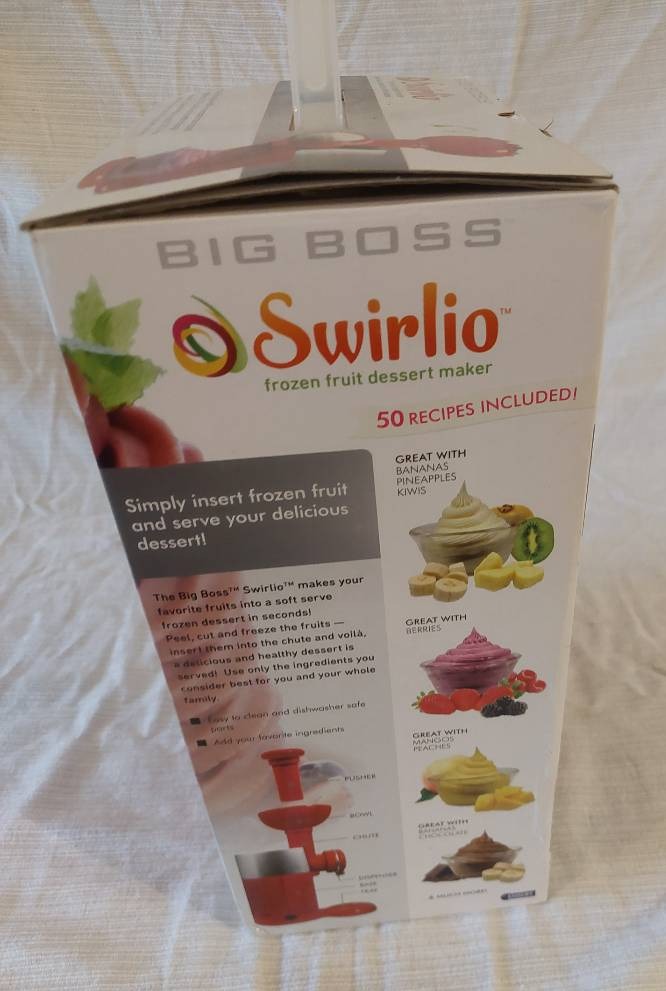 BIG BOSS
Swirlio™
frozen fruit dessert maker
50 RECIPES INCLUDED!
Simply insert frozen fruit
and serve your delicious
dessert!
The Big Boss™ Swirlio™ makes your
favorite fruits into a soft serve
frozen dessert in seconds!
Peel, cut and freeze the fruits —
insert them into the chute and voilà,
a delicious and healthy dessert is
served! Use only the ingredients you
consider best for you and your whole
family.
Easy to clean and dishwasher safe
parts
Add your favorite ingredients
PUSHER
BOWL
CHUTE
DISPENSER
BASE
TRAY
GREAT WITH
BANANAS
PINEAPPLES
KIWIS
GREAT WITH
BERRIES
GREAT WITH
MANGOS
PEACHES
GREAT WITH
BANANAS
CHOCOLATE
& MUCH MORE!